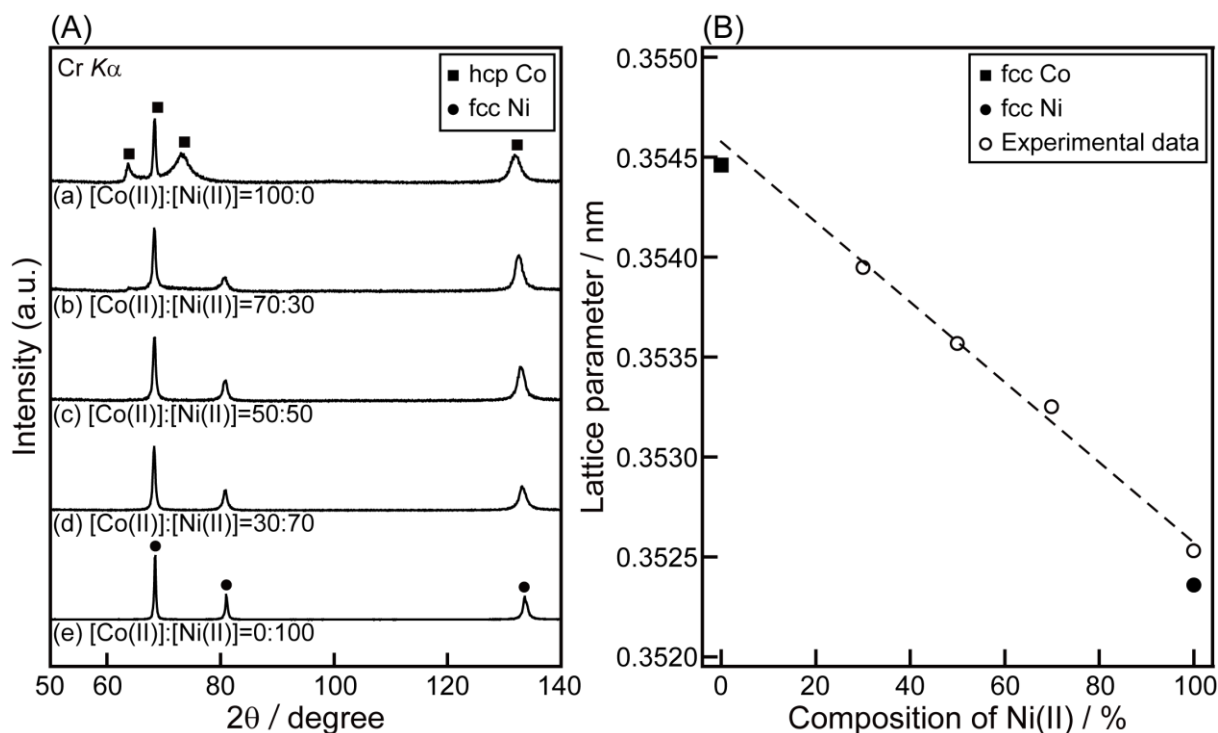 (A)
Cr Kα
■ hcp Co
● fcc Ni
(a) [Co(II)]:[Ni(II)]=100:0
(b) [Co(II)]:[Ni(II)]=70:30
(c) [Co(II)]:[Ni(II)]=50:50
(d) [Co(II)]:[Ni(II)]=30:70
(e) [Co(II)]:[Ni(II)]=0:100
Intensity (a.u.)
50 60 80 100 120 140
2θ / degree
(B)
■ fcc Co
● fcc Ni
○ Experimental data
0.3550
0.3545
0.3540
0.3535
0.3530
0.3525
0.3520
Lattice parameter / nm
0 20 40 60 80 100
Composition of Ni(II) / %